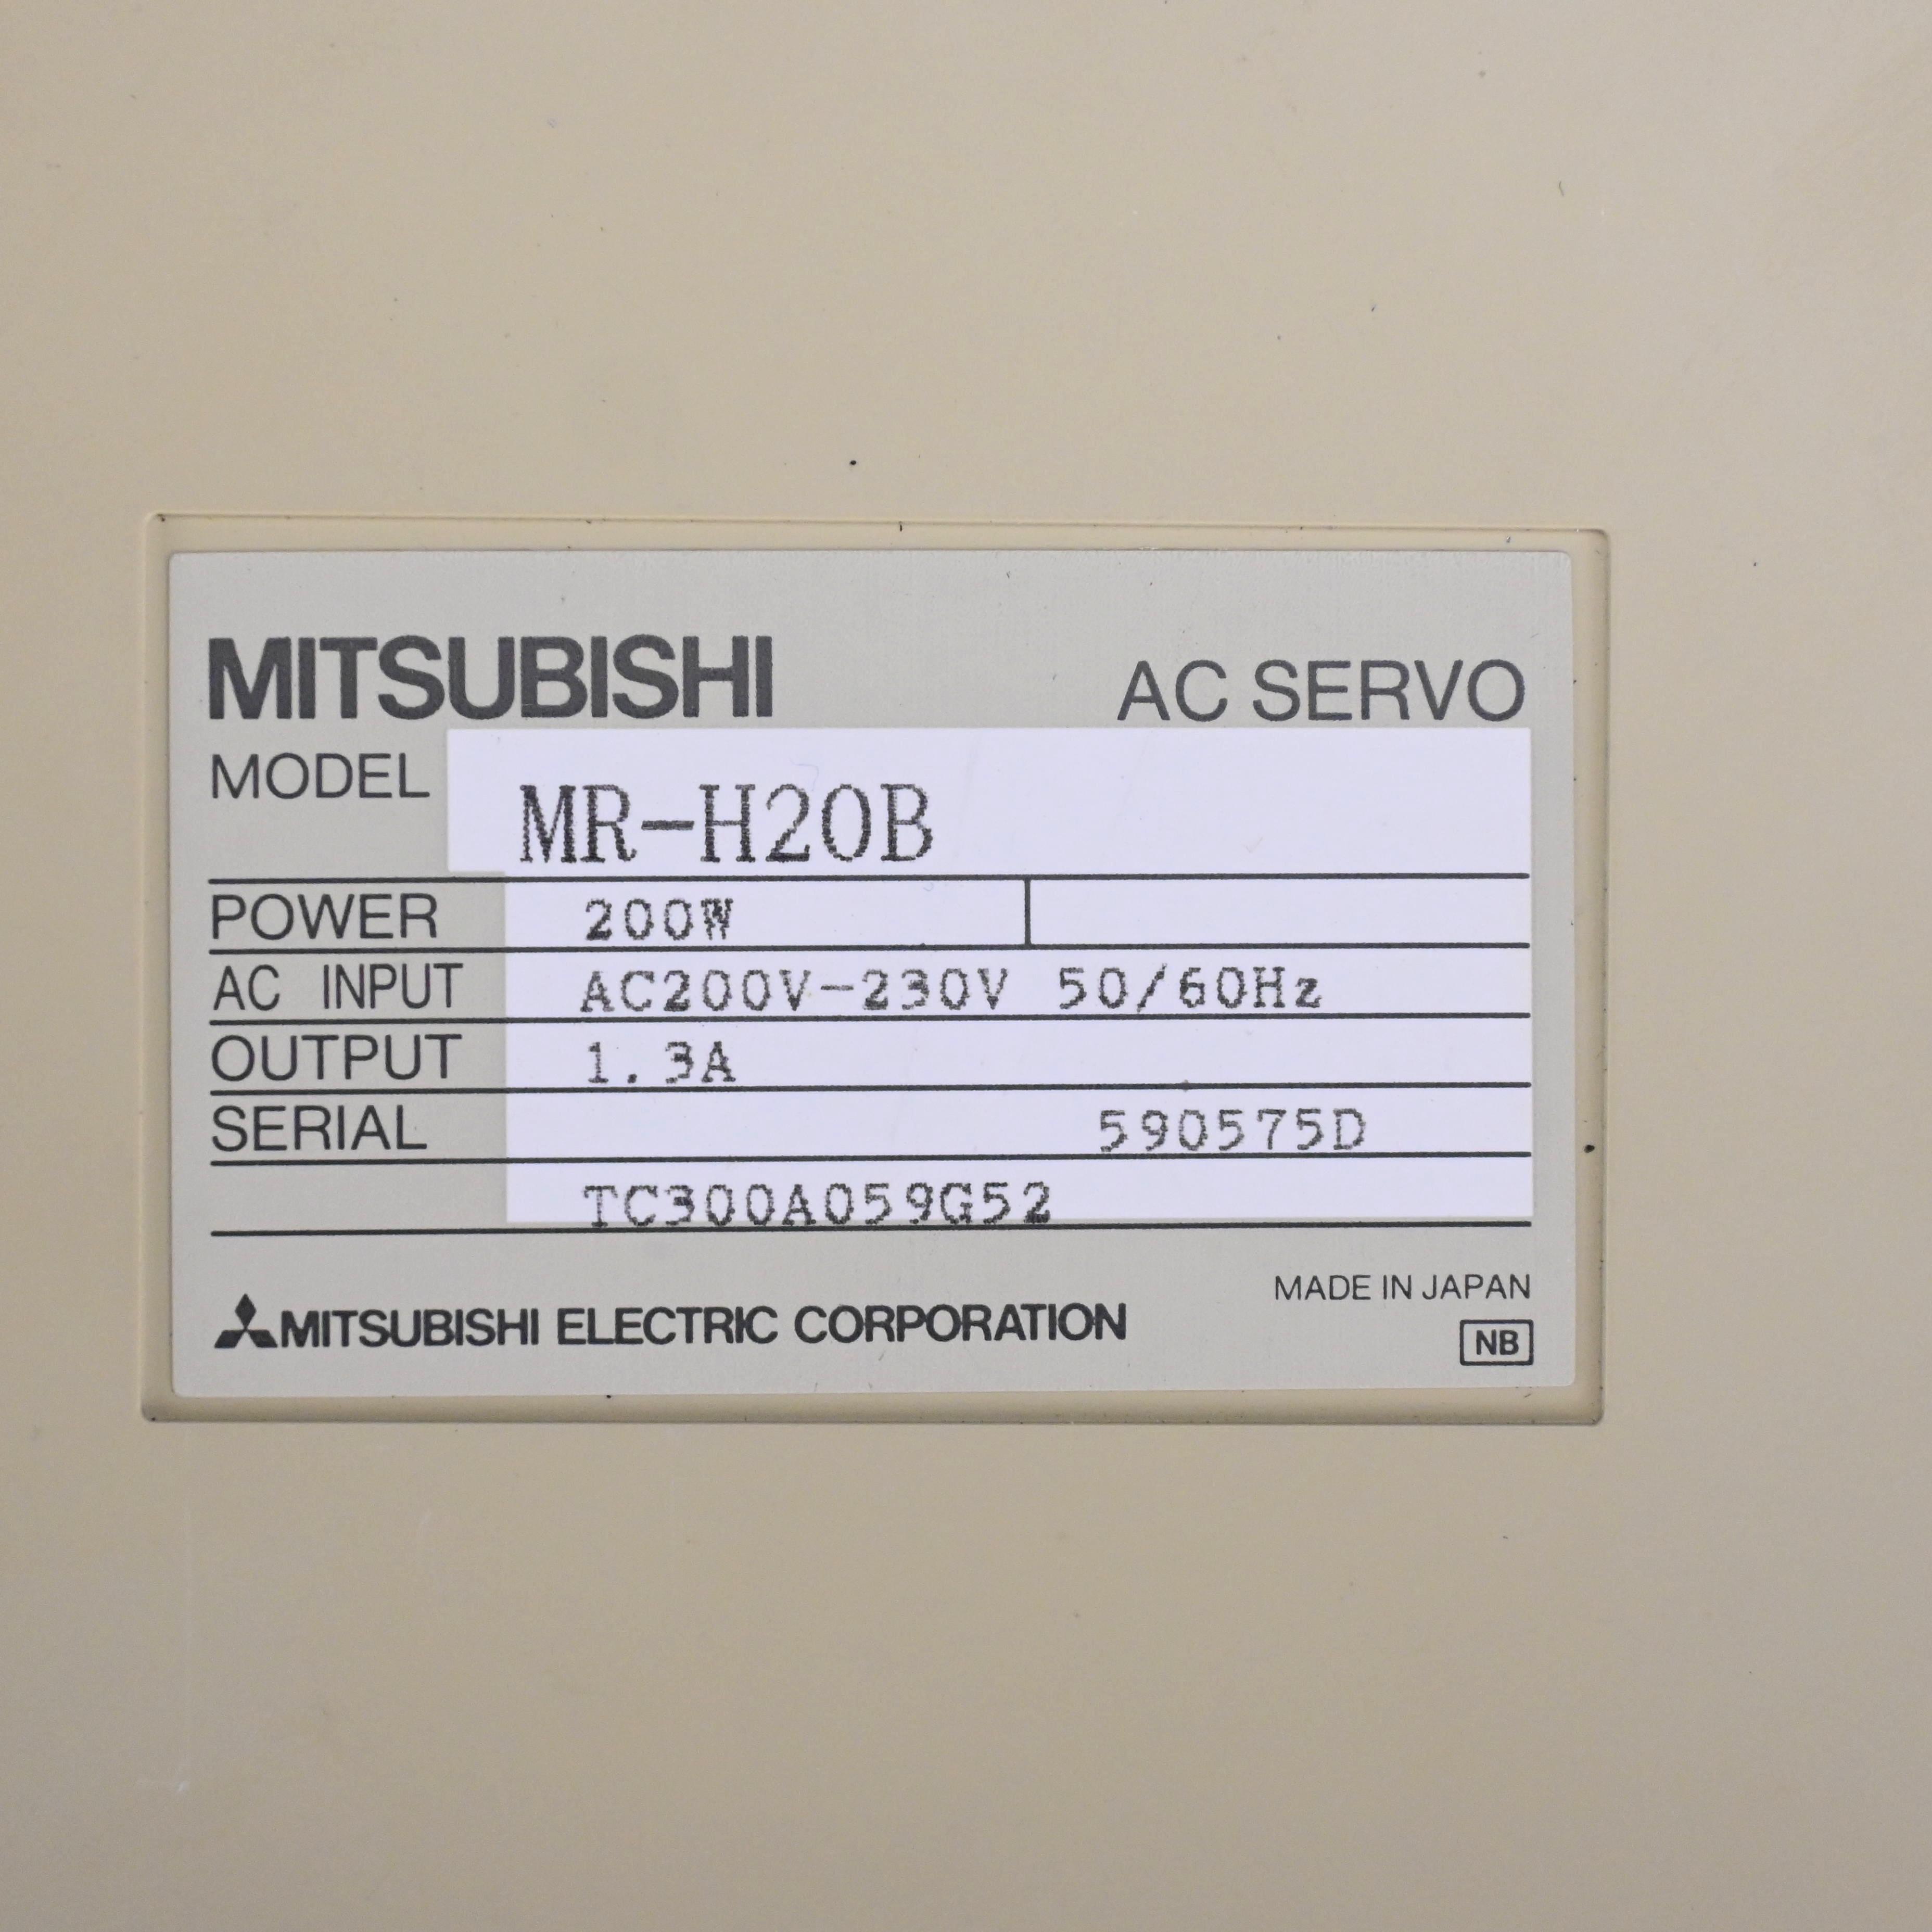 MITSUBISHI AC SERVO
MODEL MR-H20B
POWER 200W
AC INPUT AC200V-230V 50/60Hz
OUTPUT 1.3A
SERIAL 590575D
TC300A059G52
MADE IN JAPAN
MITSUBISHI ELECTRIC CORPORATION
NB